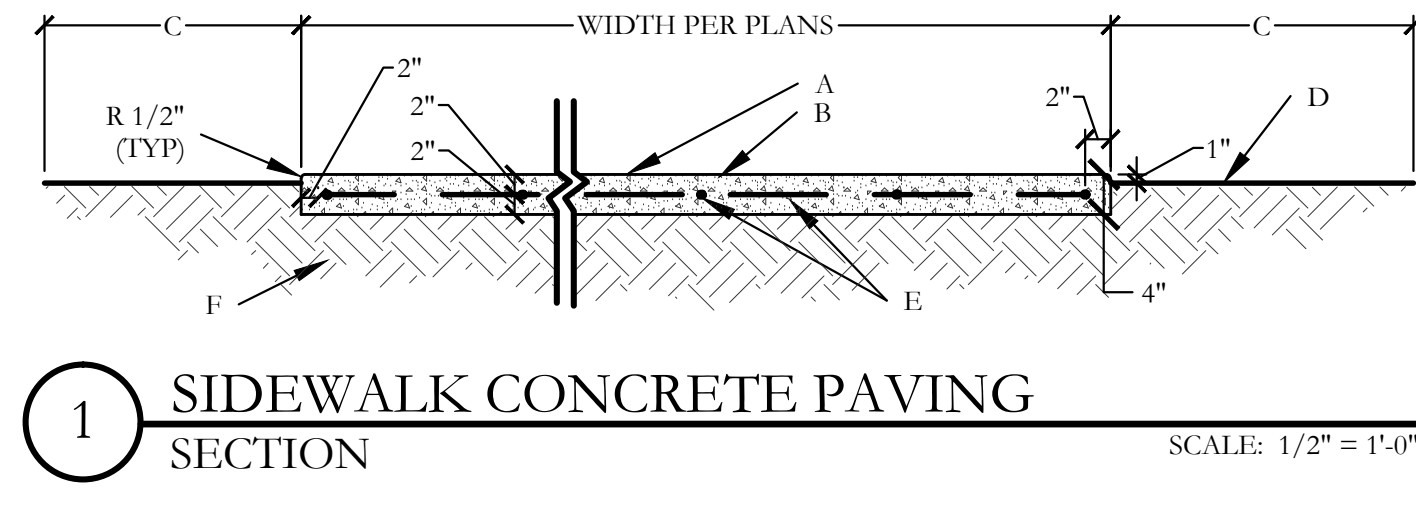 C
WIDTH PER PLANS
C
2"
A
2"
B
2"
D
R 1/2"
(TYP)
2"
1"
F
E
4"
1
SIDEWALK CONCRETE PAVING
SECTION
SCALE: 1/2" = 1'-0"